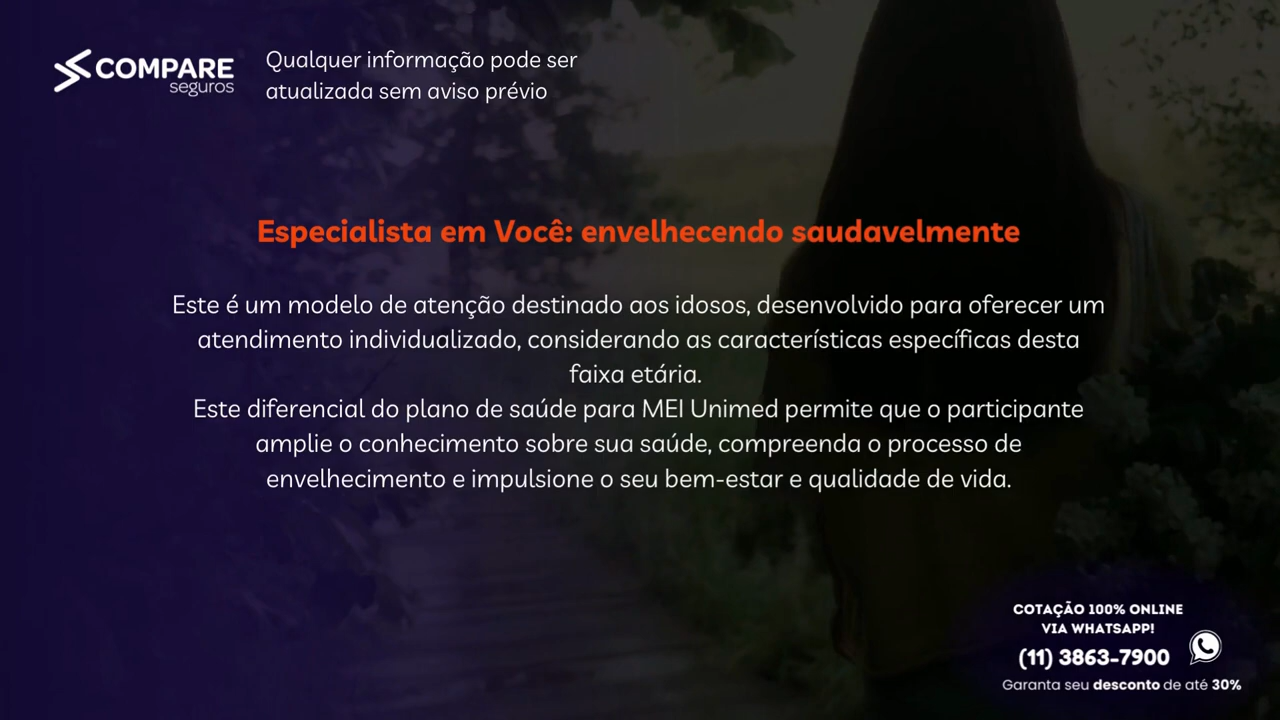 COMPARE
seguros
Qualquer informação pode ser
atualizada sem aviso prévio
Especialista em Você: envelhecendo saudavelmente
Este é um modelo de atenção destinado aos idosos, desenvolvido para oferecer um
atendimento individualizado, considerando as características específicas desta
faixa etária.
Este diferencial do plano de saúde para MEI Unimed permite que o participante
amplie o conhecimento sobre sua saúde, compreenda o processo de
envelhecimento e impulsione o seu bem-estar e qualidade de vida.
COTAÇÃO 100% ONLINE
VIA WHATSAPP!
(11) 3863-7900
Garanta seu desconto de até 30%